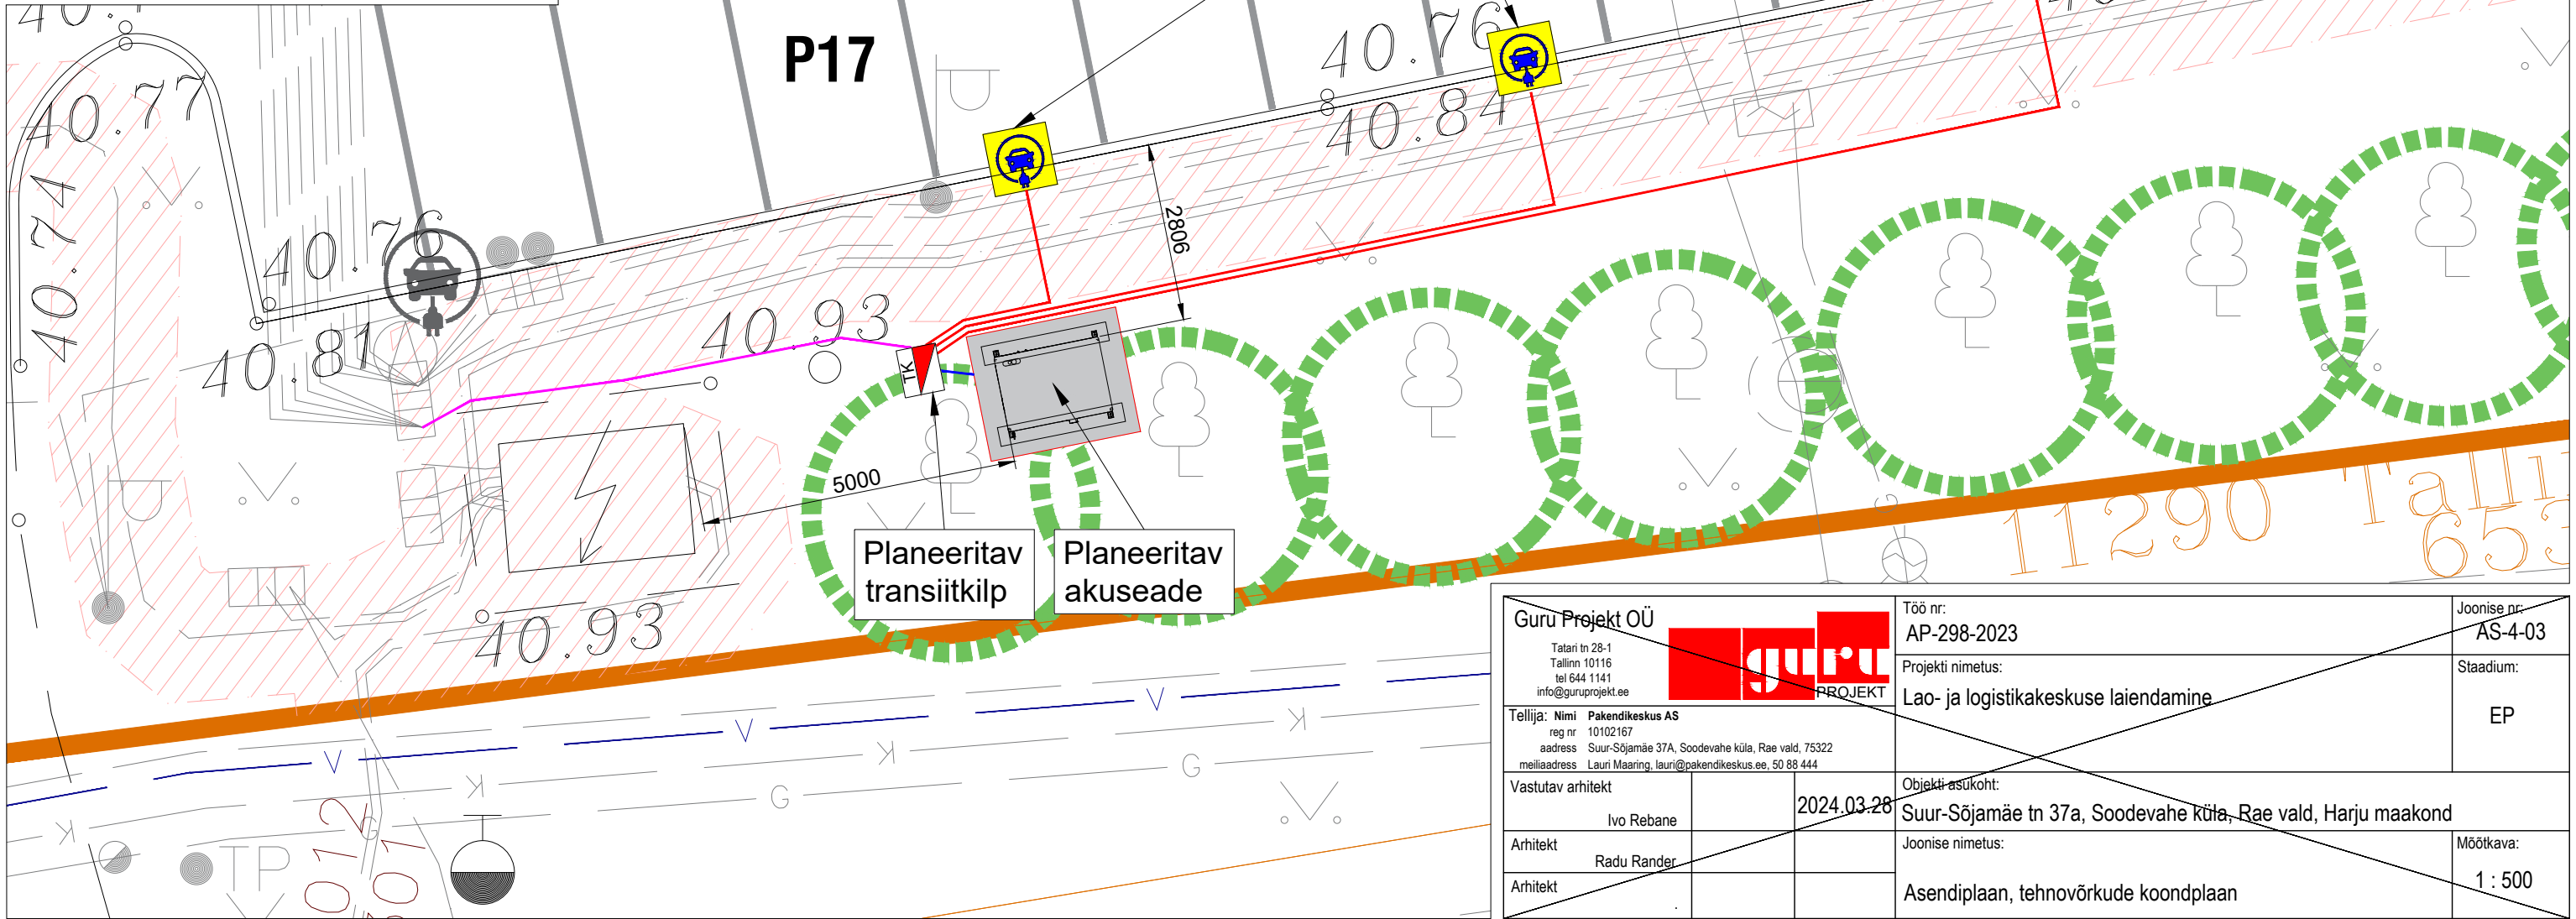 P17
40.76
40.77
40.84
40.74
2806
40.76
40.93
40.81
TK
5000
11290 Talli
653
Planeeritav
transiitkilp
Planeeritav
akuseade
40.93
V
V
V
K
K
K
K
G
G
G
TP
Guru Projekt OÜ
Tatari tn 28-1
Tallinn 10116
tel 644 1141
info@guruprojekt.ee
guru
PROJEKT
Töö nr:
AP-298-2023
Joonise nr:
AS-4-03
Projekti nimetus:
Lao- ja logistikakeskuse laiendamine
Staadium:
EP
Tellija: Nimi Pakendikeskus AS
reg nr 10102167
aadress Suur-Sõjamäe 37A, Soodevahe küla, Rae vald, 75322
meiliaadress Lauri Maaring, lauri@pakendikeskus.ee, 50 88 444
Vastutav arhitekt
Ivo Rebane
2024.03.28
Objekti asukoht:
Suur-Sõjamäe tn 37a, Soodevahe küla, Rae vald, Harju maakond
Arhitekt
Radu Rander
Joonise nimetus:
Asendiplaan, tehnovõrkude koondplaan
Mõõtkava:
1 : 500
Arhitekt